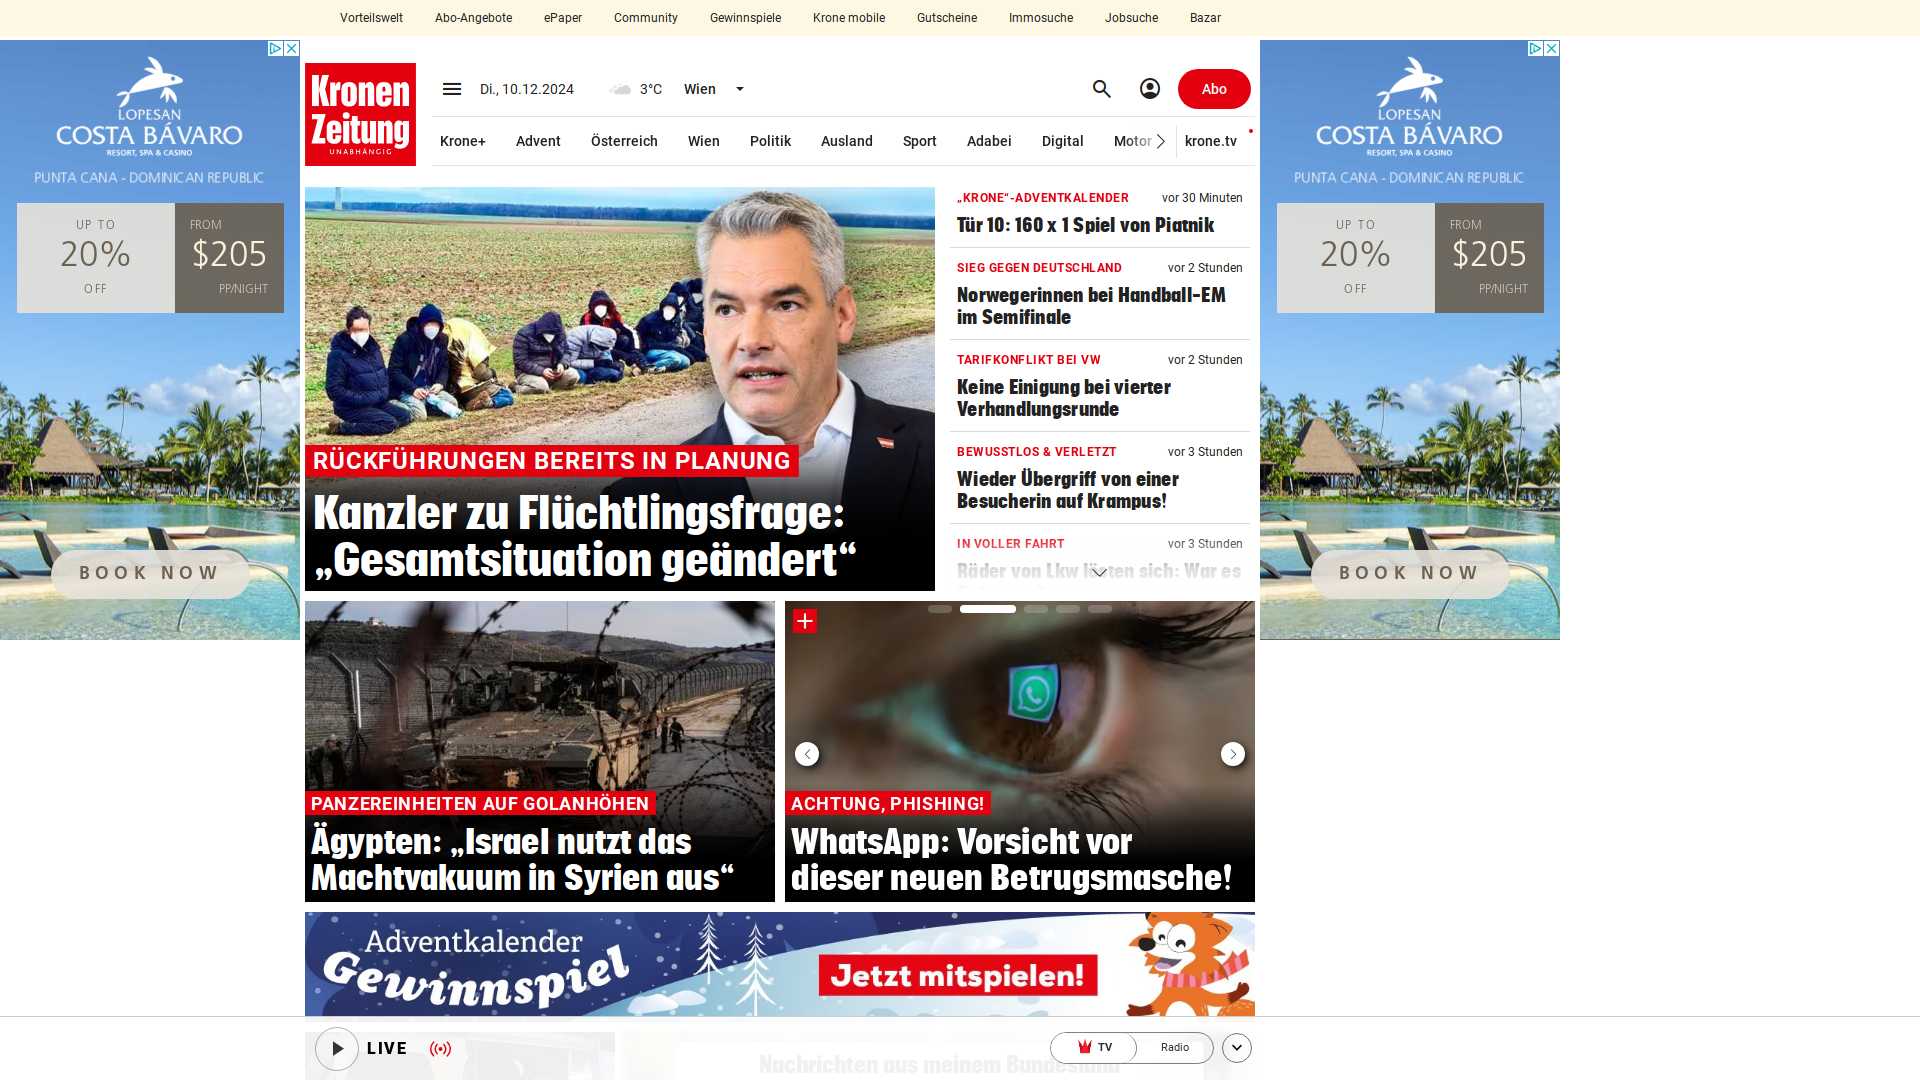 Vorteilswelt
Abo-Angebote
ePaper
Community
Gewinnspiele
Krone mobile
Gutscheine
Immosuche
Jobsuche
Bazar
Kronen
Zeitung
UNABHÄNGIG
Di., 10.12.2024
3°C
Wien
Abo
Krone+
Advent
Österreich
Wien
Politik
Ausland
Sport
Adabei
Digital
Motor
krone.tv
LOPESAN
COSTA BÁVARO
RESORT, SPA & CASINO
PUNTA CANA - DOMINICAN REPUBLIC
UP TO
20%
OFF
FROM
$205
PP/NIGHT
BOOK NOW
RÜCKFÜHRUNGEN BEREITS IN PLANUNG
Kanzler zu Flüchtlingsfrage:
„Gesamtsituation geändert“
„KRONE“-ADVENTKALENDER
vor 30 Minuten
Tür 10: 160 x 1 Spiel von Piatnik
SIEG GEGEN DEUTSCHLAND
vor 2 Stunden
Norwegerinnen bei Handball-EM
im Semifinale
TARIFKONFLIKT BEI VW
vor 2 Stunden
Keine Einigung bei vierter
Verhandlungsrunde
BEWUSSTLOS & VERLETZT
vor 3 Stunden
Wieder Übergriff von einer
Besucherin auf Krampus!
IN VOLLER FAHRT
vor 3 Stunden
Räder von Lkw lösten sich: War es
LOPESAN
COSTA BÁVARO
RESORT, SPA & CASINO
PUNTA CANA - DOMINICAN REPUBLIC
UP TO
20%
OFF
FROM
$205
PP/NIGHT
BOOK NOW
PANZEREINHEITEN AUF GOLANHÖHEN
Ägypten: „Israel nutzt das
Machtvakuum in Syrien aus“
ACHTUNG, PHISHING!
WhatsApp: Vorsicht vor
dieser neuen Betrugsmasche!
Adventkalender
Gewinnspiel
Jetzt mitspielen!
LIVE
Nachrichten aus meinem Bundesland
TV
Radio